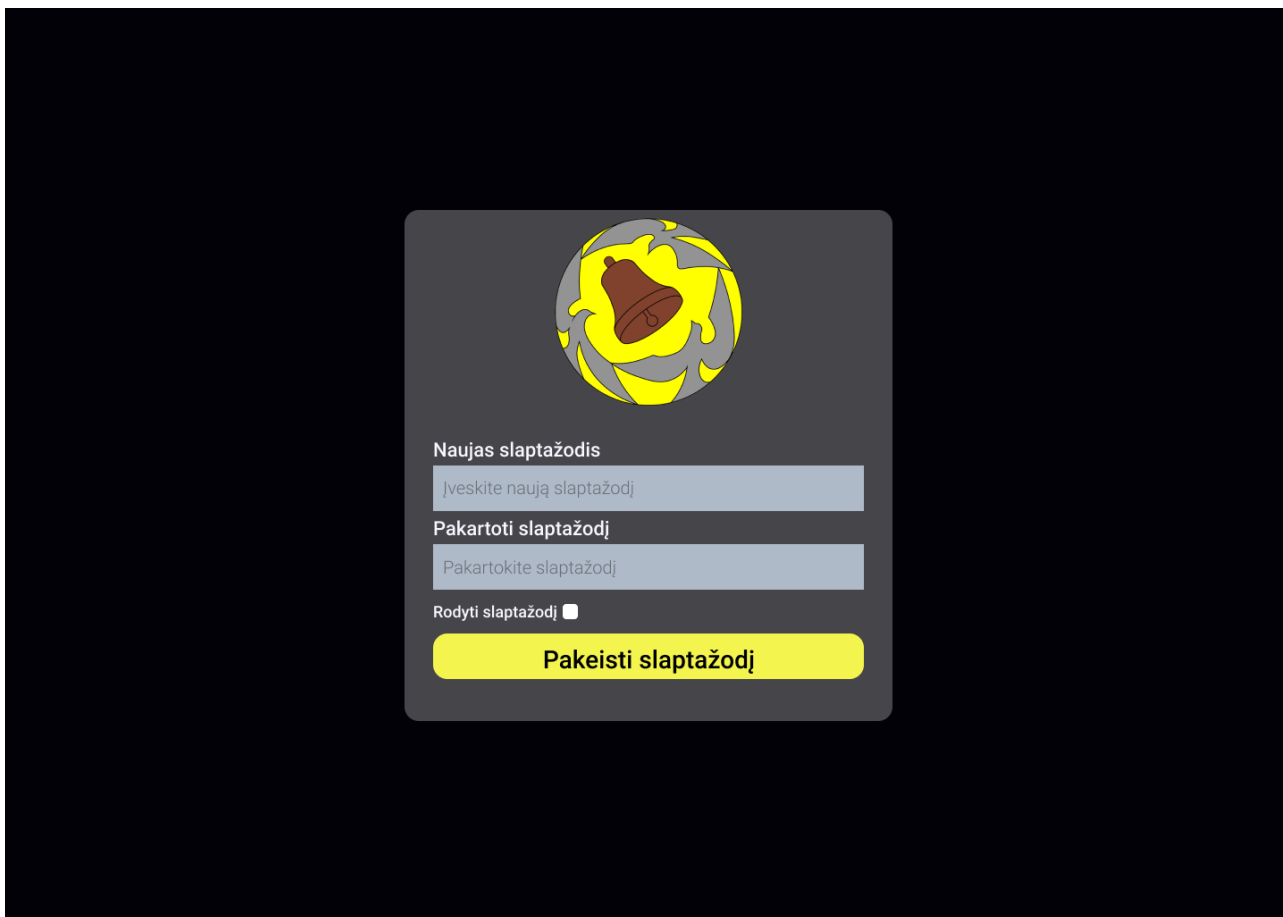 Naujas slaptažodis
Įveskite naują slaptažodį
Pakartoti slaptažodį
Pakartokite slaptažodį
Rodyti slaptažodį
Pakeisti slaptažodį